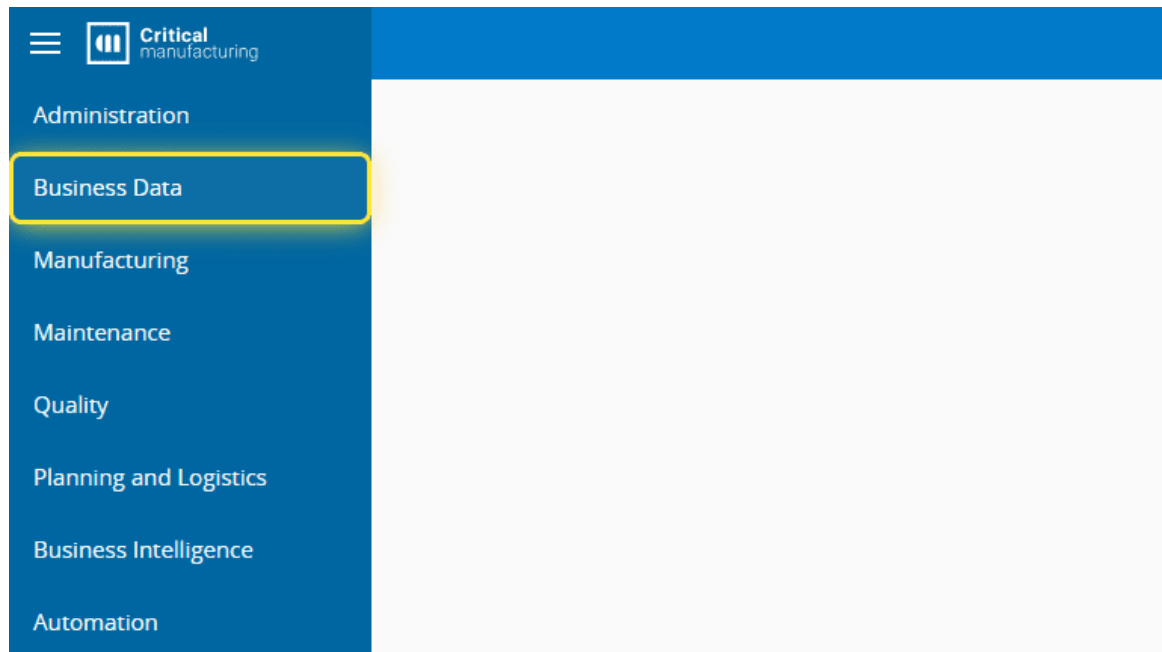 Critical
manufacturing
Administration
Business Data
Manufacturing
Maintenance
Quality
Planning and Logistics
Business Intelligence
Automation